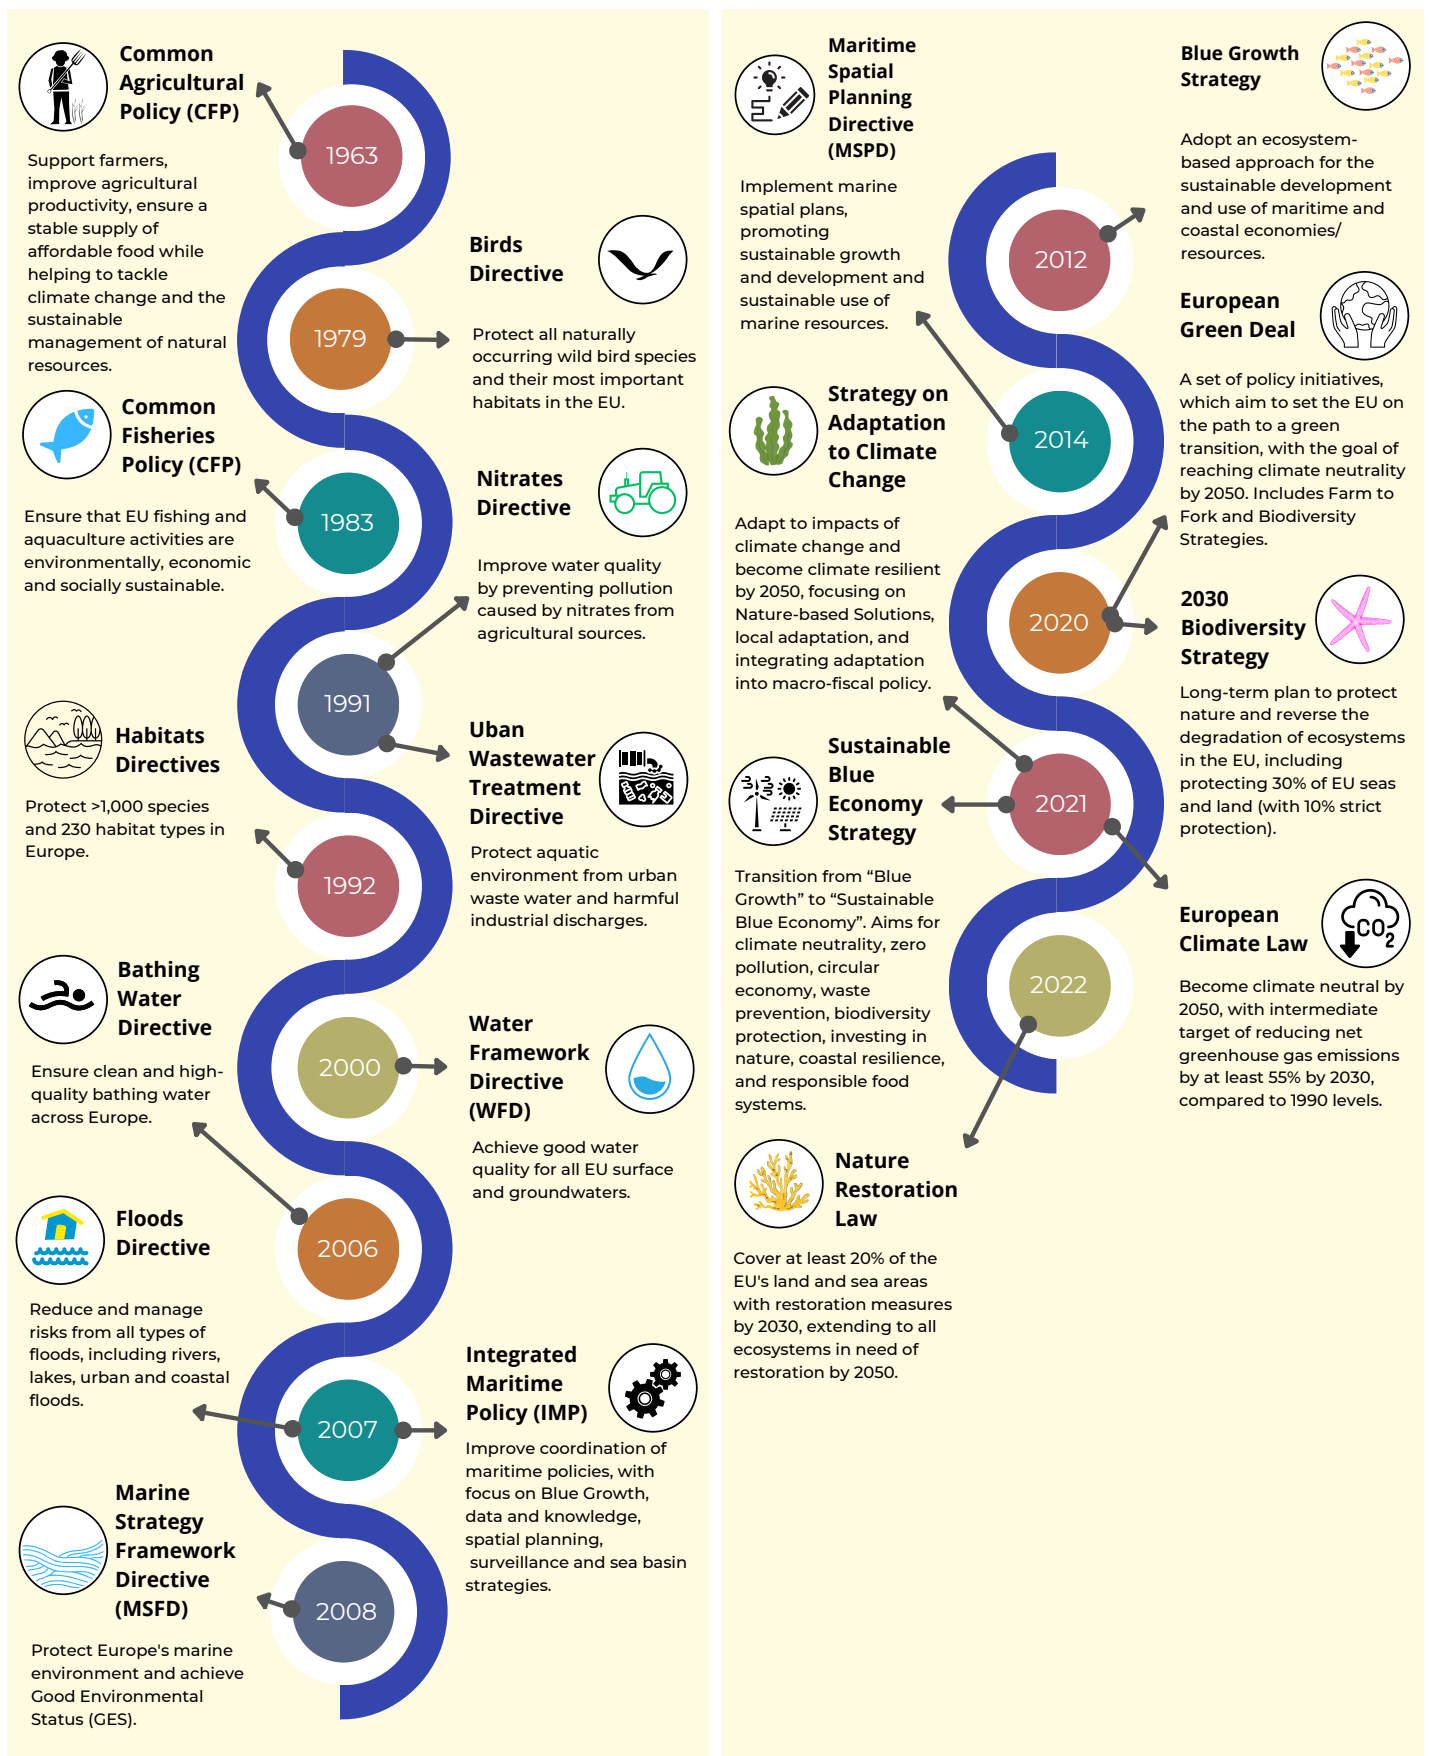 Common
Agricultural
Policy (CFP)
1963
Support farmers,
improve agricultural
productivity, ensure a
stable supply of
affordable food while
helping to tackle
climate change and the
sustainable
management of natural
resources.
Birds
Directive
1979
Protect all naturally
occurring wild bird species
and their most important
habitats in the EU.
Common
Fisheries
Policy (CFP)
1983
Ensure that EU fishing and
aquaculture activities are
environmentally, economic
and socially sustainable.
Nitrates
Directive
Improve water quality
by preventing pollution
caused by nitrates from
agricultural sources.
1991
Uban
Wastewater
Treatment
Directive
Protect aquatic
environment from urban
waste water and harmful
industrial discharges.
Habitats
Directives
Protect >1,000 species
and 230 habitat types in
Europe.
1992
Bathing
Water
Directive
Ensure clean and high-
quality bathing water
across Europe.
2000
Water
Framework
Directive
(WFD)
Achieve good water
quality for all EU surface
and groundwaters.
2006
Floods
Directive
Reduce and manage
risks from all types of
floods, including rivers,
lakes, urban and coastal
floods.
2007
Integrated
Maritime
Policy (IMP)
Improve coordination of
maritime policies, with
focus on Blue Growth,
data and knowledge,
spatial planning,
surveillance and sea basin
strategies.
Marine
Strategy
Framework
Directive
(MSFD)
2008
Protect Europe's marine
environment and achieve
Good Environmental
Status (GES).
Maritime
Spatial
Planning
Directive
(MSPD)
Implement marine
spatial plans,
promoting
sustainable growth
and development and
sustainable use of
marine resources.
Blue Growth
Strategy
Adopt an ecosystem-
based approach for the
sustainable development
and use of maritime and
coastal economies/
resources.
2012
European
Green Deal
A set of policy initiatives,
which aim to set the EU on
the path to a green
transition, with the goal of
reaching climate neutrality
by 2050. Includes Farm to
Fork and Biodiversity
Strategies.
2014
Strategy on
Adaptation
to Climate
Change
Adapt to impacts of
climate change and
become climate resilient
by 2050, focusing on
Nature-based Solutions,
local adaptation, and
integrating adaptation
into macro-fiscal policy.
2020
2030
Biodiversity
Strategy
Long-term plan to protect
nature and reverse the
degradation of ecosystems
in the EU, including
protecting 30% of EU seas
and land (with 10% strict
protection).
Sustainable
Blue
Economy
Strategy
2021
Transition from “Blue
Growth” to “Sustainable
Blue Economy”. Aims for
climate neutrality, zero
pollution, circular
economy, waste
prevention, biodiversity
protection, investing in
nature, coastal resilience,
and responsible food
systems.
European
Climate Law
CO2
Become climate neutral by
2050, with intermediate
target of reducing net
greenhouse gas emissions
by at least 55% by 2030,
compared to 1990 levels.
2022
Nature
Restoration
Law
Cover at least 20% of the
EU's land and sea areas
with restoration measures
by 2030, extending to all
ecosystems in need of
restoration by 2050.